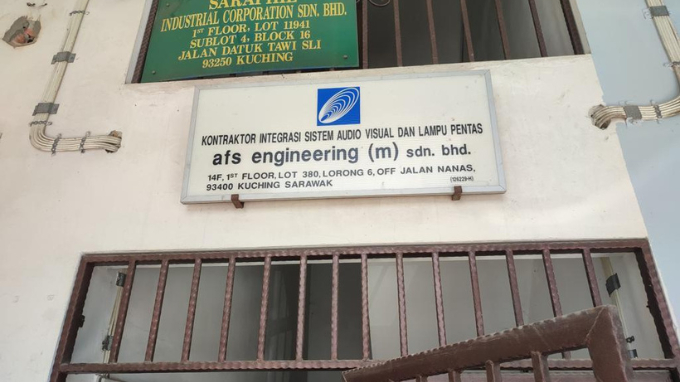 INDUSTRIAL CORPORATION SDN. BHD.
1ST FLOOR, LOT 11941
SUBLOT 4, BLOCK 16
JALAN DATUK TAWI SLI
93250 KUCHING
KONTRAKTOR INTEGRASI SISTEM AUDIO VISUAL DAN LAMPU PENTAS
afs engineering (m) sdn. bhd.
14F, 1ST FLOOR, LOT 380, LORONG 6, OFF JALAN NANAS,
93400 KUCHING SARAWAK